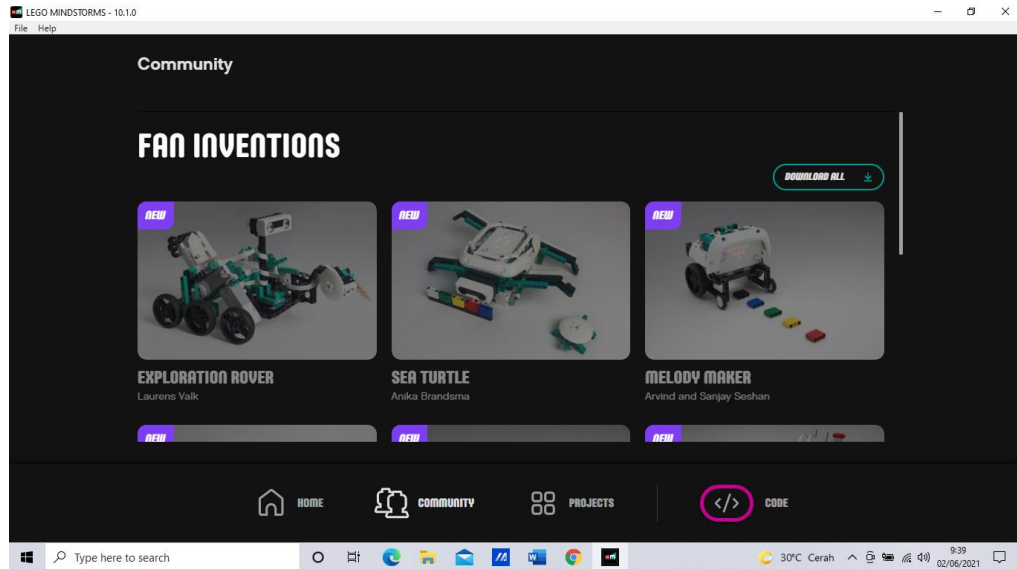 LEGO MINDSTORMS - 10.1.0
File Help
Community
FAN INVENTIONS
DOWNLOAD ALL
NEW NEW NEW
EXPLORATION ROVER SEA TURTLE MELODY MAKER
Laurens Valk Anika Brandsma Arvind and Sanjay Seshan
NEW NEW NEW
HOME COMMUNITY PROJECTS </> CODE
Type here to search 30°C Cerah 9:39
02/06/2021